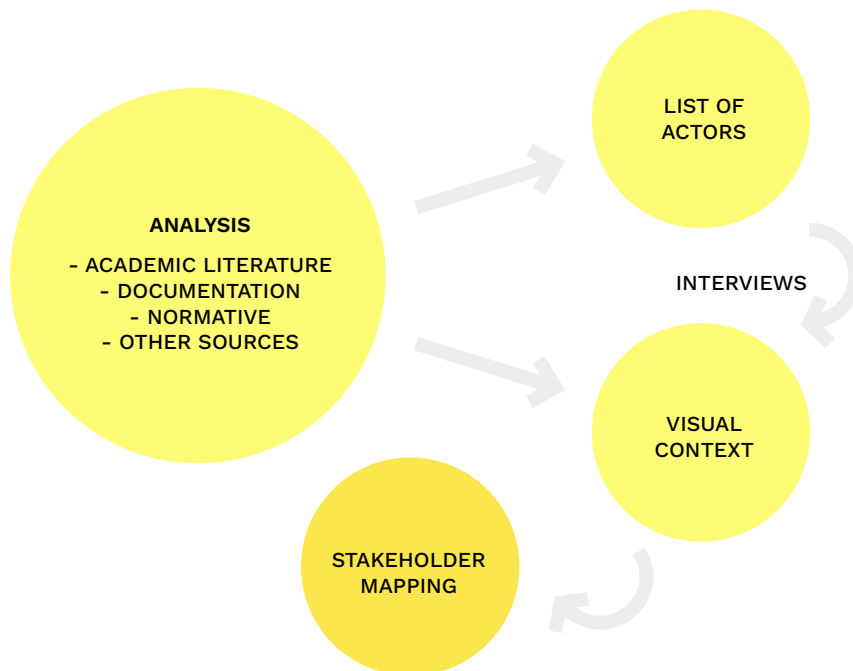 LIST OF
ACTORS
ANALYSIS
- ACADEMIC LITERATURE
- DOCUMENTATION
- NORMATIVE
- OTHER SOURCES
INTERVIEWS
VISUAL
CONTEXT
STAKEHOLDER
MAPPING